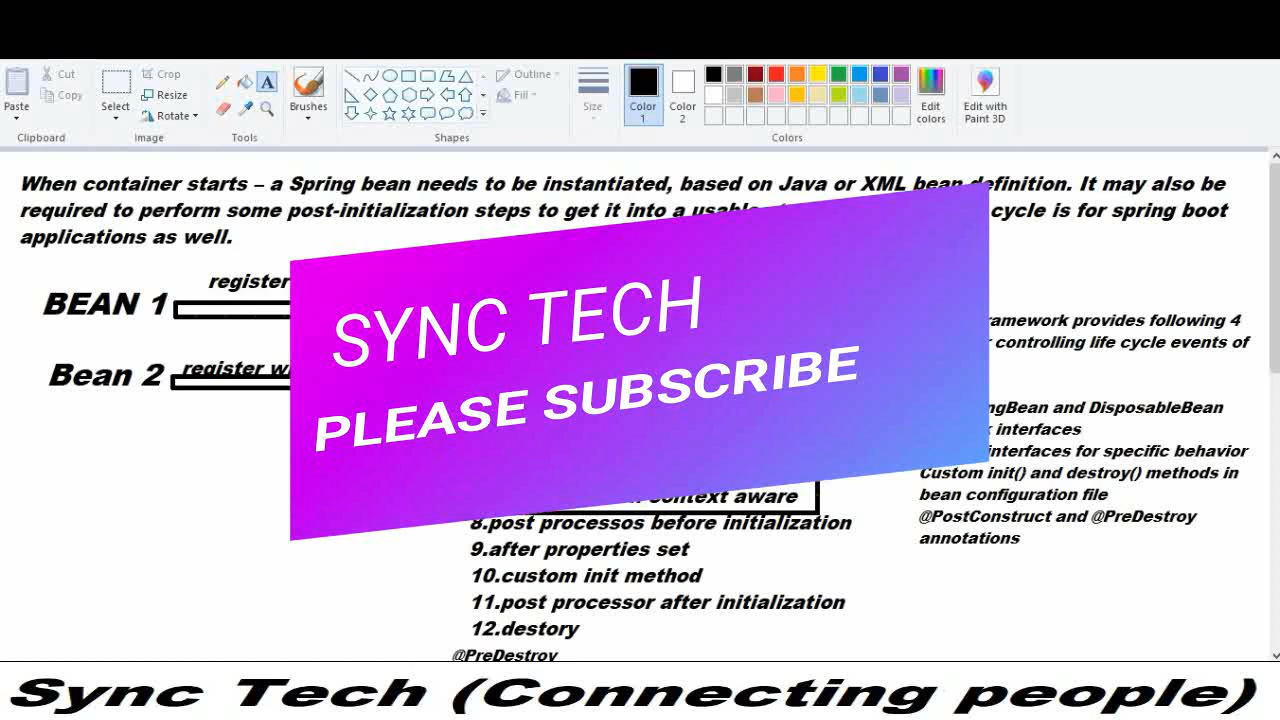 Cut
Copy
Paste
Clipboard
Crop
Resize
Rotate
Select
Image
A
Tools
Brushes
Outline
Fill
Shapes
Size
Color 1
Color 2
Edit colors
Edit with Paint 3D
Colors
When container starts – a Spring bean needs to be instantiated, based on Java or XML bean definition. It may also be
required to perform some post-initialization steps to get it into a usable cycle is for spring boot
applications as well.
register
BEAN 1
Bean 2
register
SYNC TECH
PLEASE SUBSCRIBE
framework provides following 4
controlling life cycle events of
and DisposableBean
interfaces
interfaces for specific behavior
Custom init() and destroy() methods in
bean configuration file
@PostConstruct and @PreDestroy
annotations
context aware
8.post processos before initialization
9.after properties set
10.custom init method
11.post processor after initialization
12.destory
@PreDestroy
Sync Tech (Connecting people)